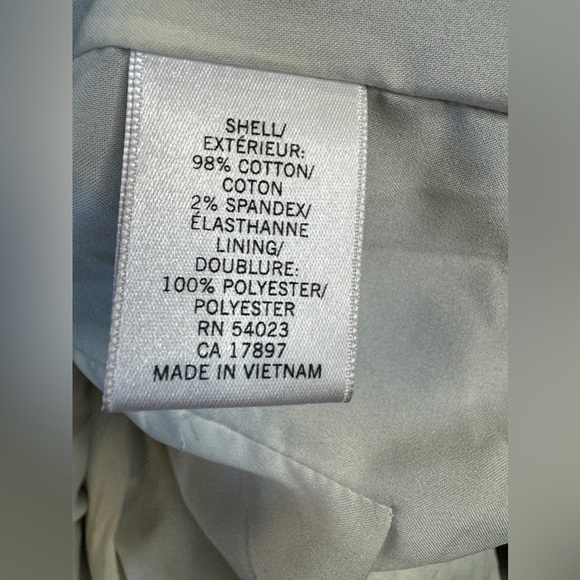 SHELL/
EXTÉRIEUR:
98% COTTON/
COTON
2% SPANDEX/
ÉLASTHANNE
LINING/
DOUBLURE:
100% POLYESTER/
POLYESTER
RN 54023
CA 17897
MADE IN VIETNAM